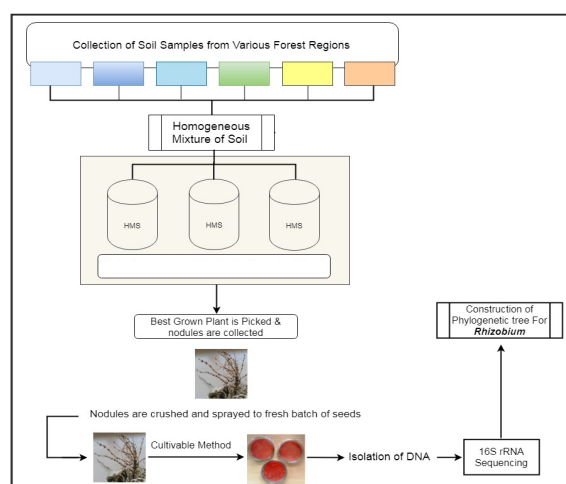 Collection of Soil Samples from Various Forest Regions
Homogeneous
Mixture of Soil
HMS
HMS
HMS
Best Grown Plant is Picked &
nodules are collected
Construction of
Phylogenetic tree For
Rhizobium
Nodules are crushed and sprayed to fresh batch of seeds
Cultivable Method
Isolation of DNA
16S rRNA
Sequencing